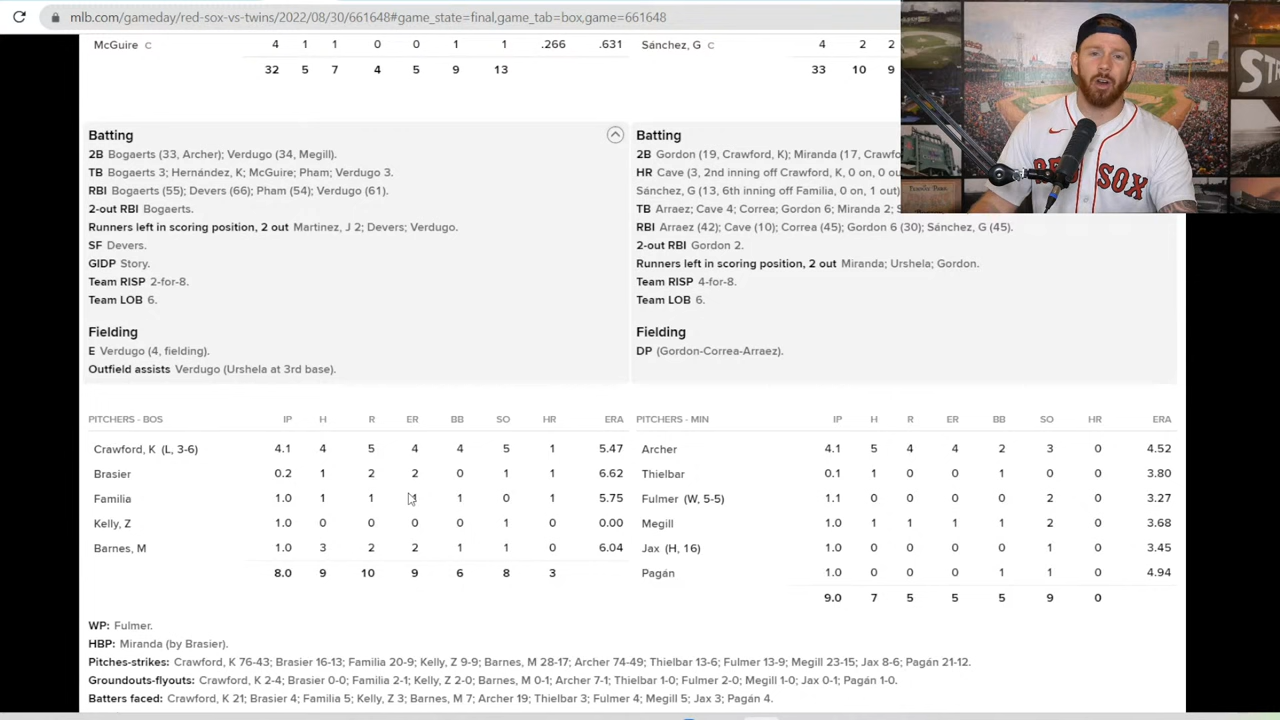 mlb.com/gameday/red-sox-vs-twins/2022/08/30/661648#game_state=final,game_tab=box,game=661648
McGuire C 4 1 1 0 0 1 1 .266 .631
32 5 7 4 5 9 13
Sánchez, G C 4 2 2
33 10 9
Batting
2B Bogaerts (33, Archer); Verdugo (34, Megill).
TB Bogaerts 3; Hernández, K; McGuire; Pham; Verdugo 3.
RBI Bogaerts (55); Devers (66); Pham (54); Verdugo (61).
2-out RBI Bogaerts.
Runners left in scoring position, 2 out Martinez, J 2; Devers; Verdugo.
SF Devers.
GIDP Story.
Team RISP 2-for-8.
Team LOB 6.
Fielding
E Verdugo (4, fielding).
Outfield assists Verdugo (Urshela at 3rd base).
Batting
2B Gordon (19, Crawford, K); Miranda (17, Crawfo
HR Cave (3, 2nd inning off Crawford, K, 0 on, 0 ou
Sánchez, G (13, 6th inning off Familia, 0 on, 1 out)
TB Arraez; Cave 4; Correa; Gordon 6; Miranda 2; S
RBI Arraez (42); Cave (10); Correa (45); Gordon 6 (30); Sánchez, G (45).
2-out RBI Gordon 2.
Runners left in scoring position, 2 out Miranda; Urshela; Gordon.
Team RISP 4-for-8.
Team LOB 6.
Fielding
DP (Gordon-Correa-Arraez).
PITCHERS - BOS IP H R ER BB SO HR ERA
Crawford, K (L, 3-6) 4.1 4 5 4 4 5 1 5.47
Brasier 0.2 1 2 2 0 1 1 6.62
Familia 1.0 1 1 1 1 0 1 5.75
Kelly, Z 1.0 0 0 0 0 1 0 0.00
Barnes, M 1.0 3 2 2 1 1 0 6.04
8.0 9 10 9 6 8 3
PITCHERS - MIN IP H R ER BB SO HR ERA
Archer 4.1 5 4 4 2 3 0 4.52
Thielbar 0.1 1 0 0 1 0 0 3.80
Fulmer (W, 5-5) 1.1 0 0 0 0 2 0 3.27
Megill 1.0 1 1 1 1 2 0 3.68
Jax (H, 16) 1.0 0 0 0 0 1 0 3.45
Pagán 1.0 0 0 0 1 1 0 4.94
9.0 7 5 5 5 9 0
WP: Fulmer.
HBP: Miranda (by Brasier).
Pitches-strikes: Crawford, K 76-43; Brasier 16-13; Familia 20-9; Kelly, Z 9-9; Barnes, M 28-17; Archer 74-49; Thielbar 13-6; Fulmer 13-9; Megill 23-15; Jax 8-6; Pagán 21-12.
Groundouts-flyouts: Crawford, K 2-4; Brasier 0-0; Familia 2-1; Kelly, Z 2-0; Barnes, M 0-1; Archer 7-1; Thielbar 1-0; Fulmer 2-0; Megill 1-0; Jax 0-1; Pagán 1-0.
Batters faced: Crawford, K 21; Brasier 4; Familia 5; Kelly, Z 3; Barnes, M 7; Archer 19; Thielbar 3; Fulmer 4; Megill 5; Jax 3; Pagán 4.
STR
RED SOX